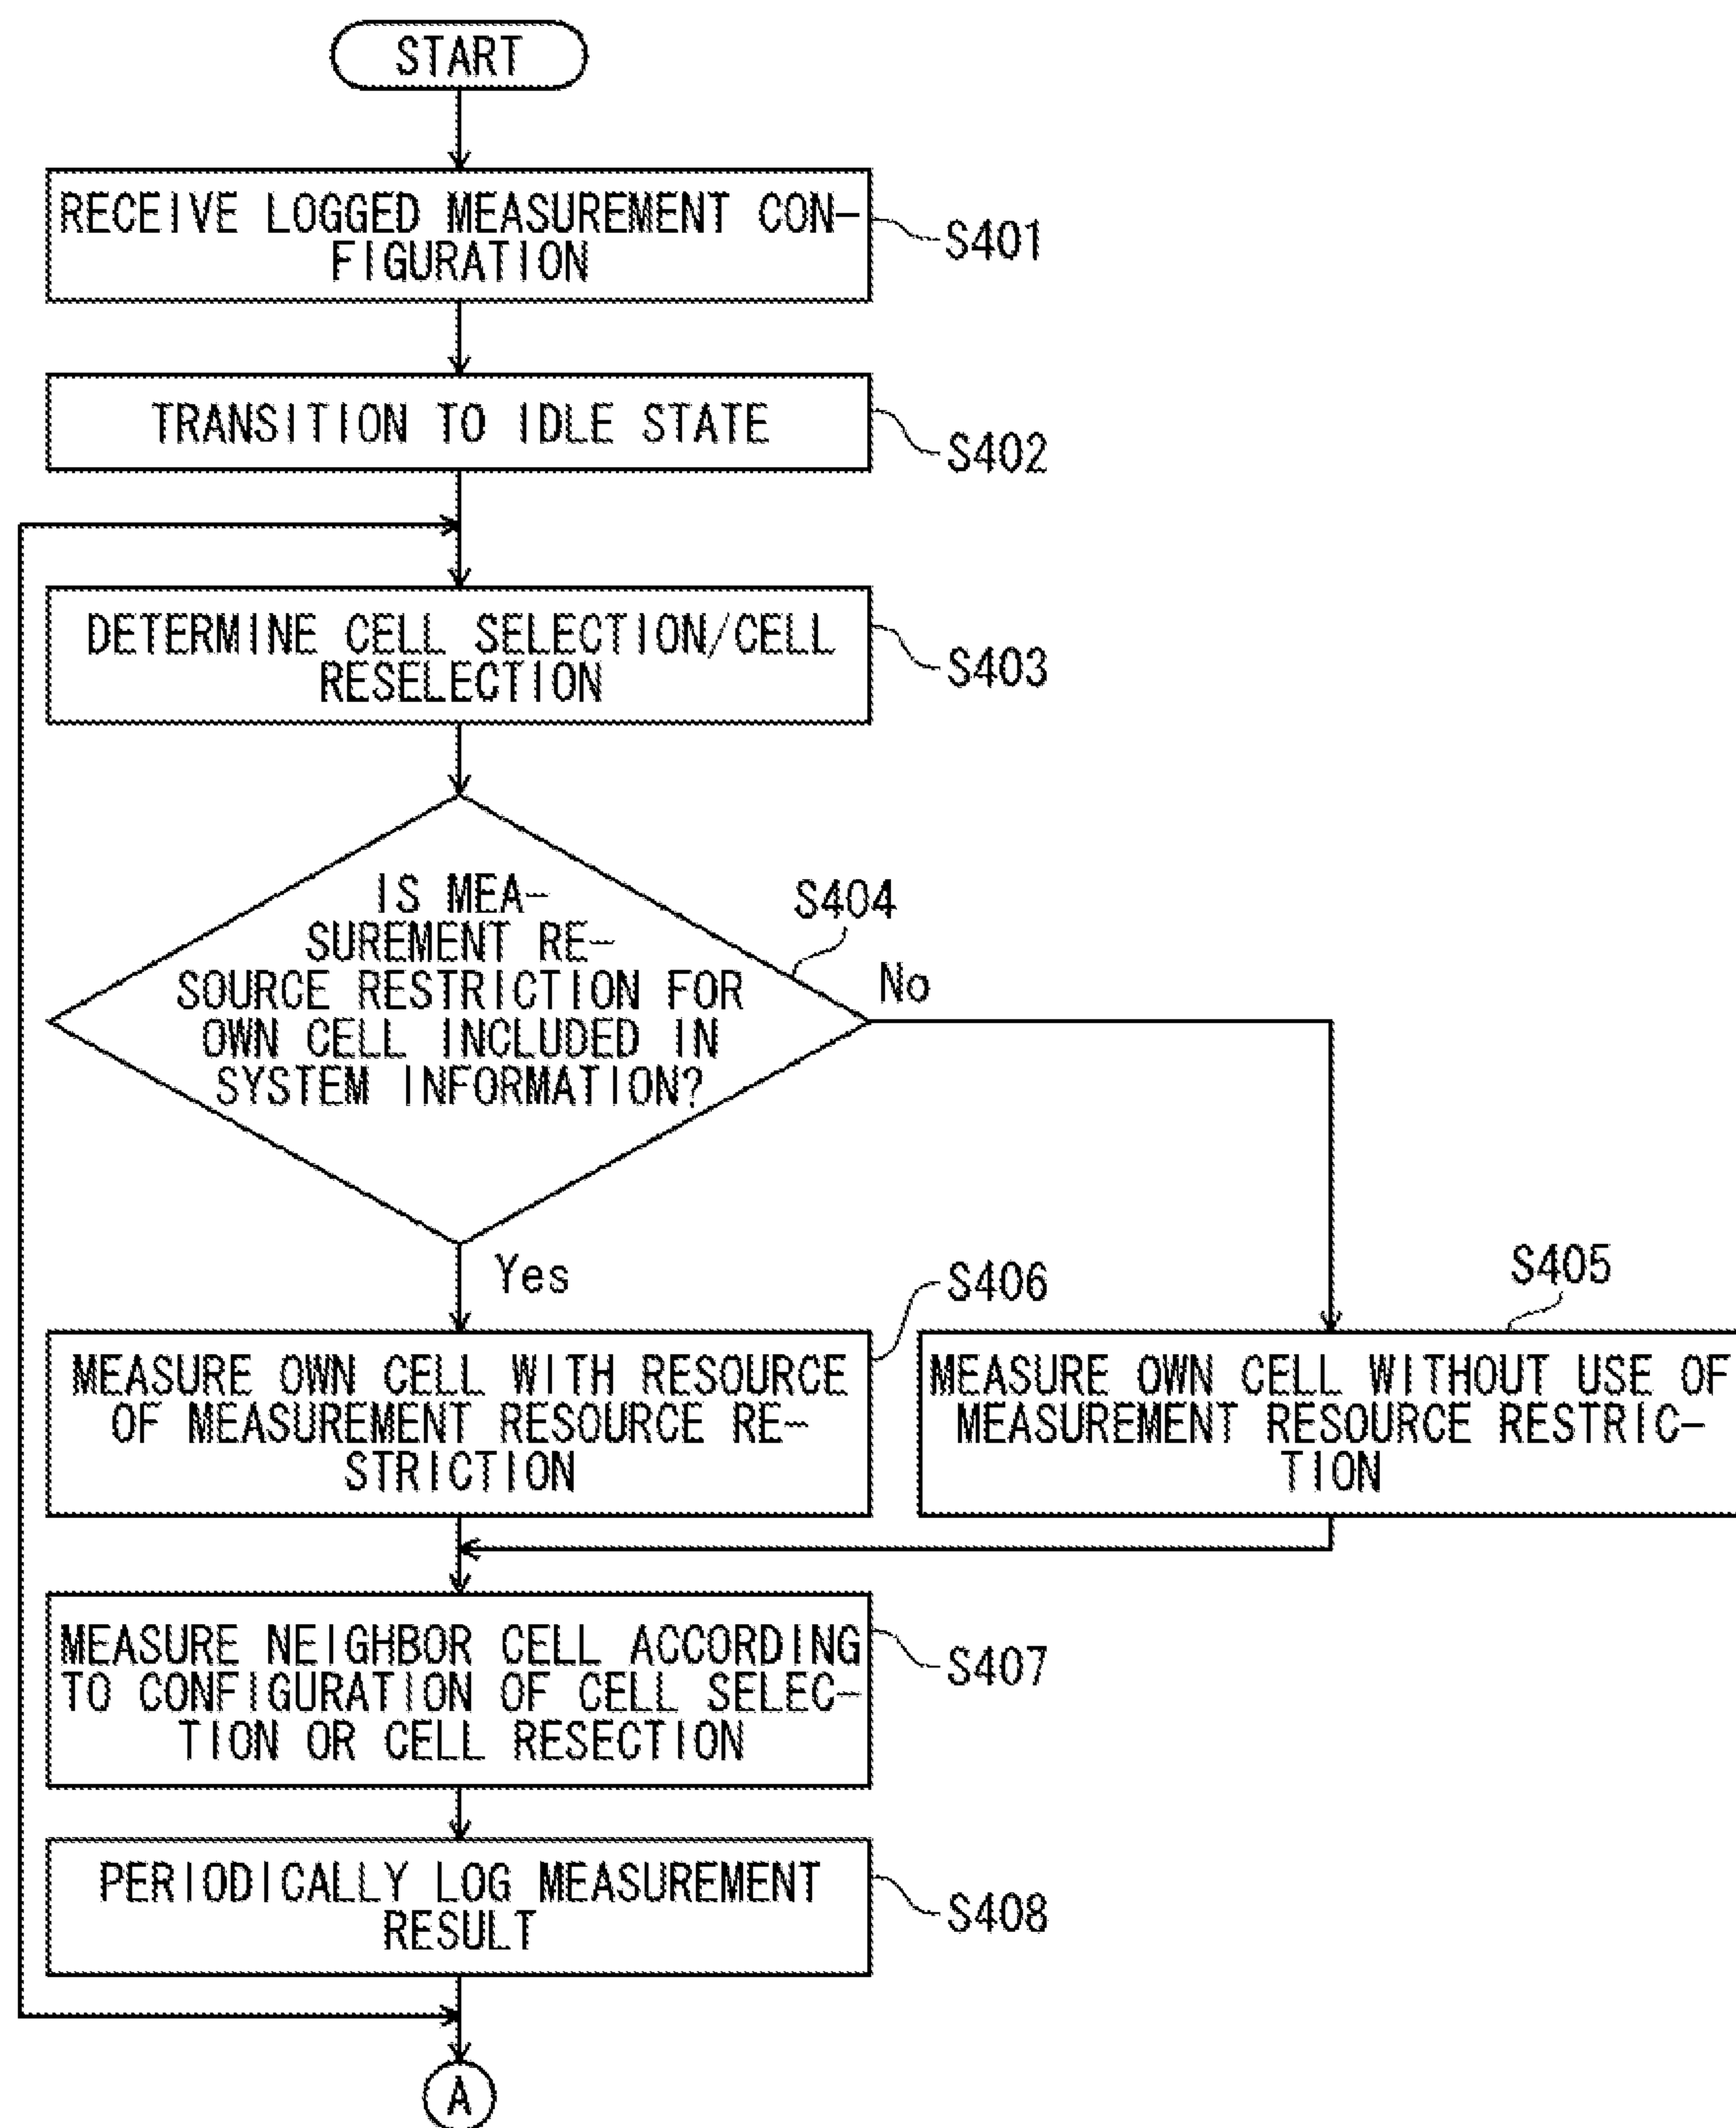 START
RECEIVE LOGGED MEASUREMENT CON-
FIGURATION
S401
TRANSITION TO IDLE STATE
S402
DETERMINE CELL SELECTION/CELL
RESELECTION
S403
IS MEA-
SUREMENT RE-
SOURCE RESTRICTION FOR
OWN CELL INCLUDED IN
SYSTEM INFORMATION?
S404
No
Yes
S406
MEASURE OWN CELL WITH RESOURCE
OF MEASUREMENT RESOURCE RE-
STRICTION
S405
MEASURE OWN CELL WITHOUT USE OF
MEASUREMENT RESOURCE RESTRIC-
TION
MEASURE NEIGHBOR CELL ACCORDING
TO CONFIGURATION OF CELL SELEC-
TION OR CELL RESECTION
S407
PERIODICALLY LOG MEASUREMENT
RESULT
S408
A